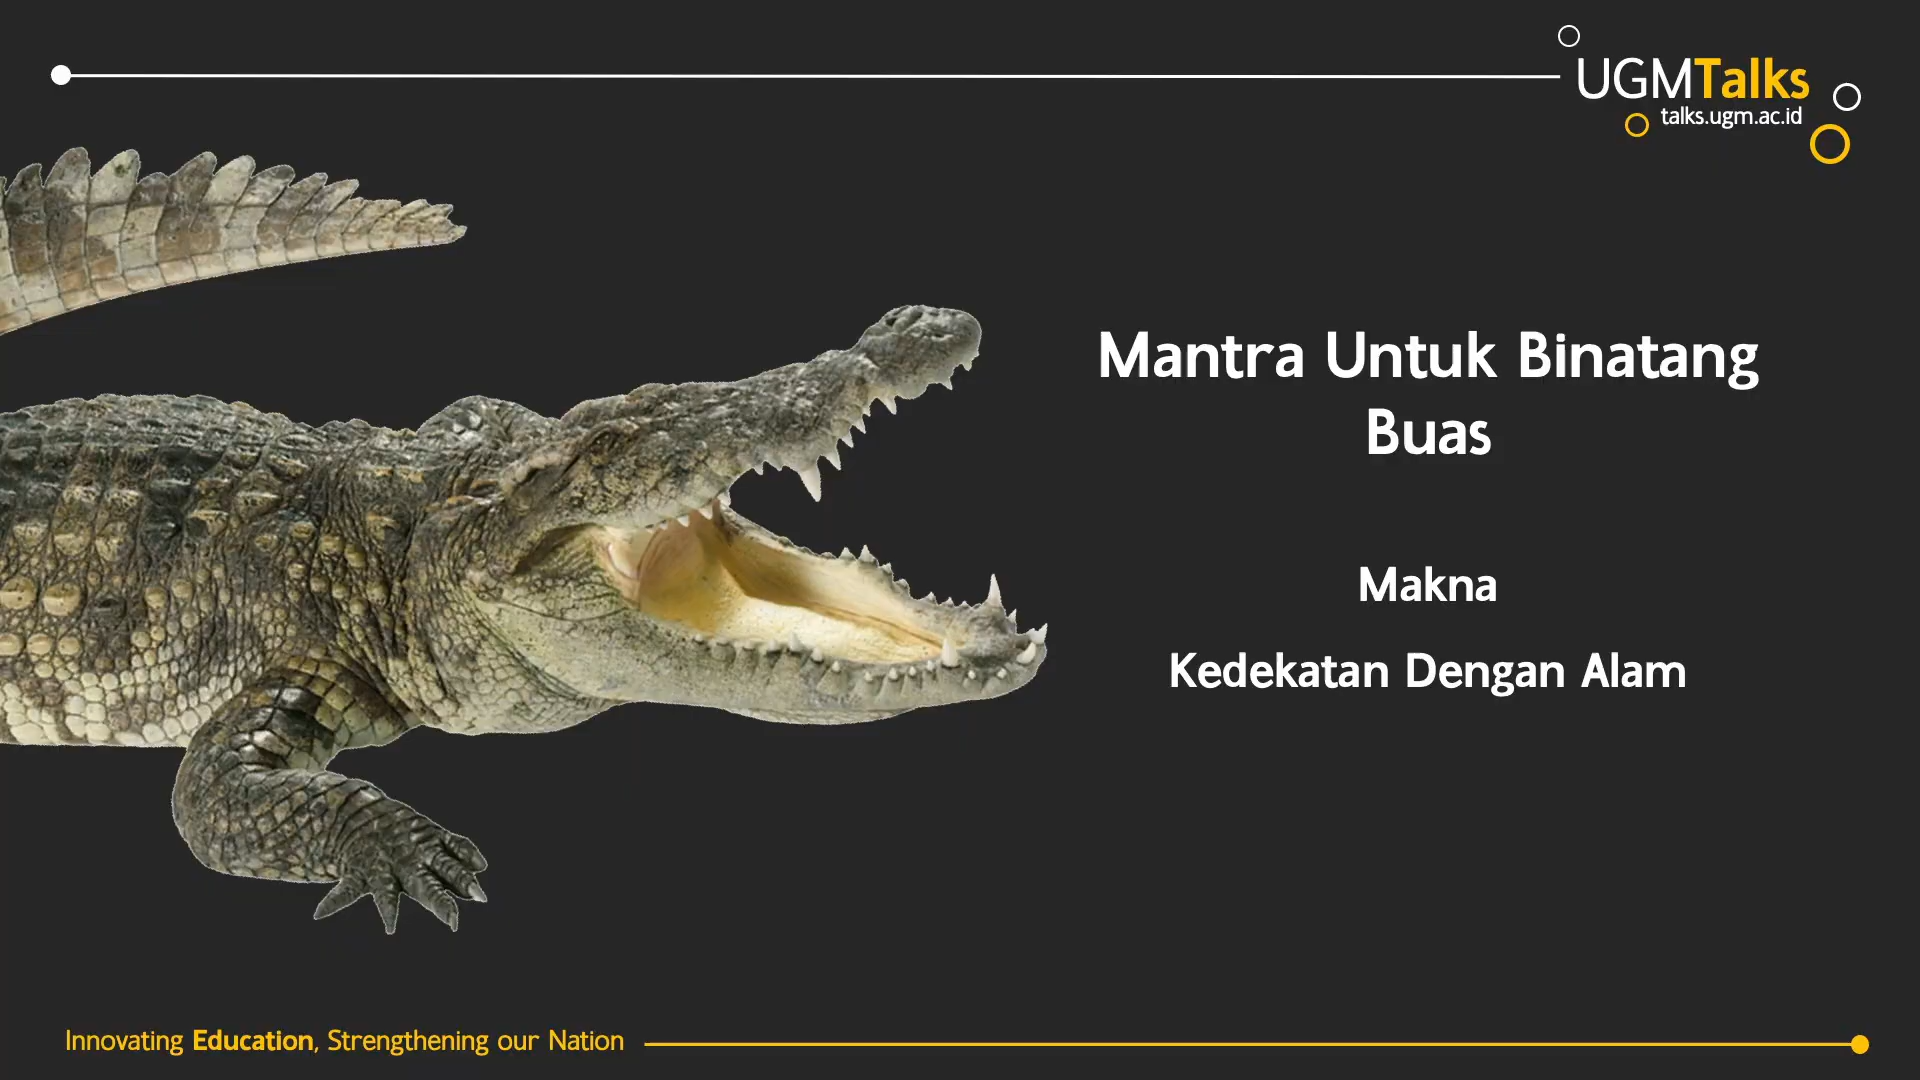 UGMTalks
talks.ugm.ac.id
Mantra Untuk Binatang
Buas
Makna
Kedekatan Dengan Alam
Innovating Education, Strengthening our Nation